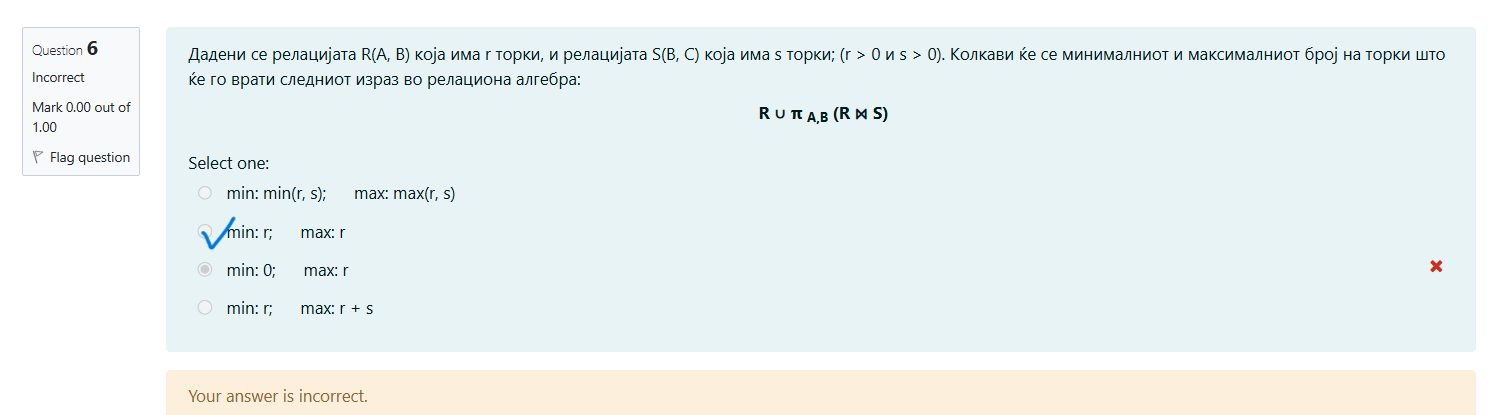 Question 6
Incorrect
Mark 0.00 out of
1.00
Flag question
Дадени се релацијата R(A, B) која има r торки, и релацијата S(B, C) која има s торки; (r > 0 и s > 0). Колкави ќе се минималниот и максималниот број на торки што
ќе го врати следниот израз во релациона алгебра:
R ∪ π A,B (R ⋈ S)
Select one:
min: min(r, s); max: max(r, s)
min: r; max: r
min: 0; max: r
min: r; max: r + s
Your answer is incorrect.